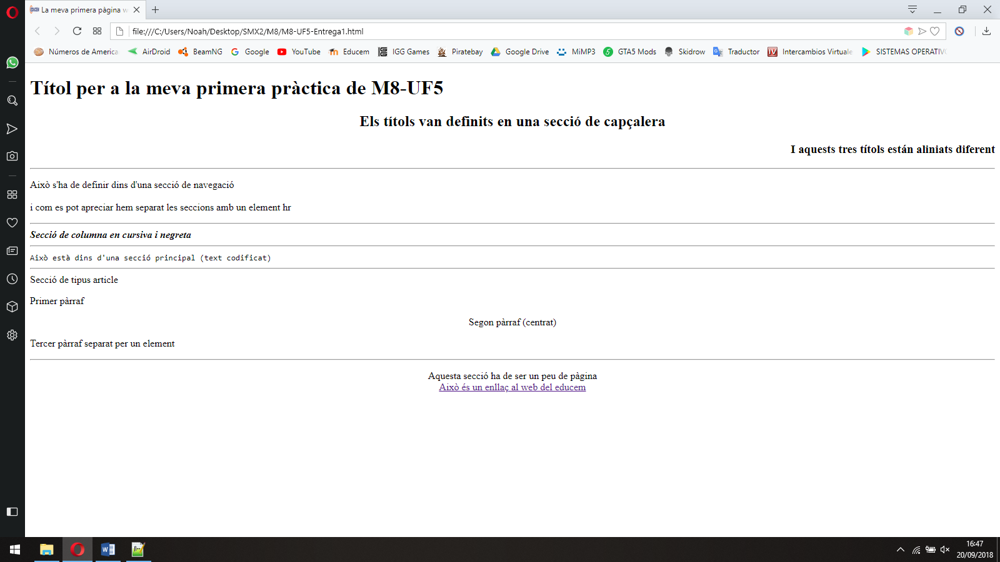 La meva primera pàgina w
file:///C:/Users/Noah/Desktop/SMX2/M8/M8-UF5-Entrega1.html
Números de America AirDroid BeamNG Google YouTube Educem IGG Games Piratebay Google Drive MiMP3 GTA5 Mods Skidrow Traductor Intercambios Virtuale SISTEMAS OPERATIV
Títol per a la meva primera pràctica de M8-UF5
Els títols van definits en una secció de capçalera
I aquests tres títols están aliniats diferent
Això s'ha de definir dins d'una secció de navegació
i com es pot apreciar hem separat les seccions amb un element hr
Secció de columna en cursiva i negreta
Això està dins d'una secció principal (text codificat)
Secció de tipus article
Primer pàrraf
Segon pàrraf (centrat)
Tercer pàrraf separat per un element
Aquesta secció ha de ser un peu de pàgina
Això és un enllaç al web del educem
16:47
20/09/2018